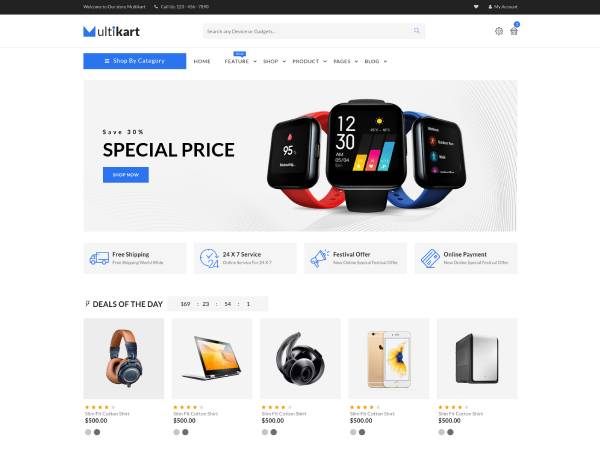 Welcome to Our store Multikart
Call Us: 123 - 456 - 7890
My Account
Multikart
Search any Device or Gadgets...
Shop By Category
HOME
NEW
FEATURE
SHOP
PRODUCT
PAGES
BLOG
Save 30%
SPECIAL PRICE
SHOP NOW
95%
12
30
AM
05/04
Free Shipping
Free Shipping World Wide
24 X 7 Service
Online Service For 24 X 7
Festival Offer
New Online Special Festival Offer
Online Payment
New Online Special Festival Offer
DEALS OF THE DAY
169 : 23 : 54 : 1
Slim Fit Cotton Shirt
$500.00
Slim Fit Cotton Shirt
$500.00
Slim Fit Cotton Shirt
$500.00
Slim Fit Cotton Shirt
$500.00
Slim Fit Cotton Shirt
$500.00